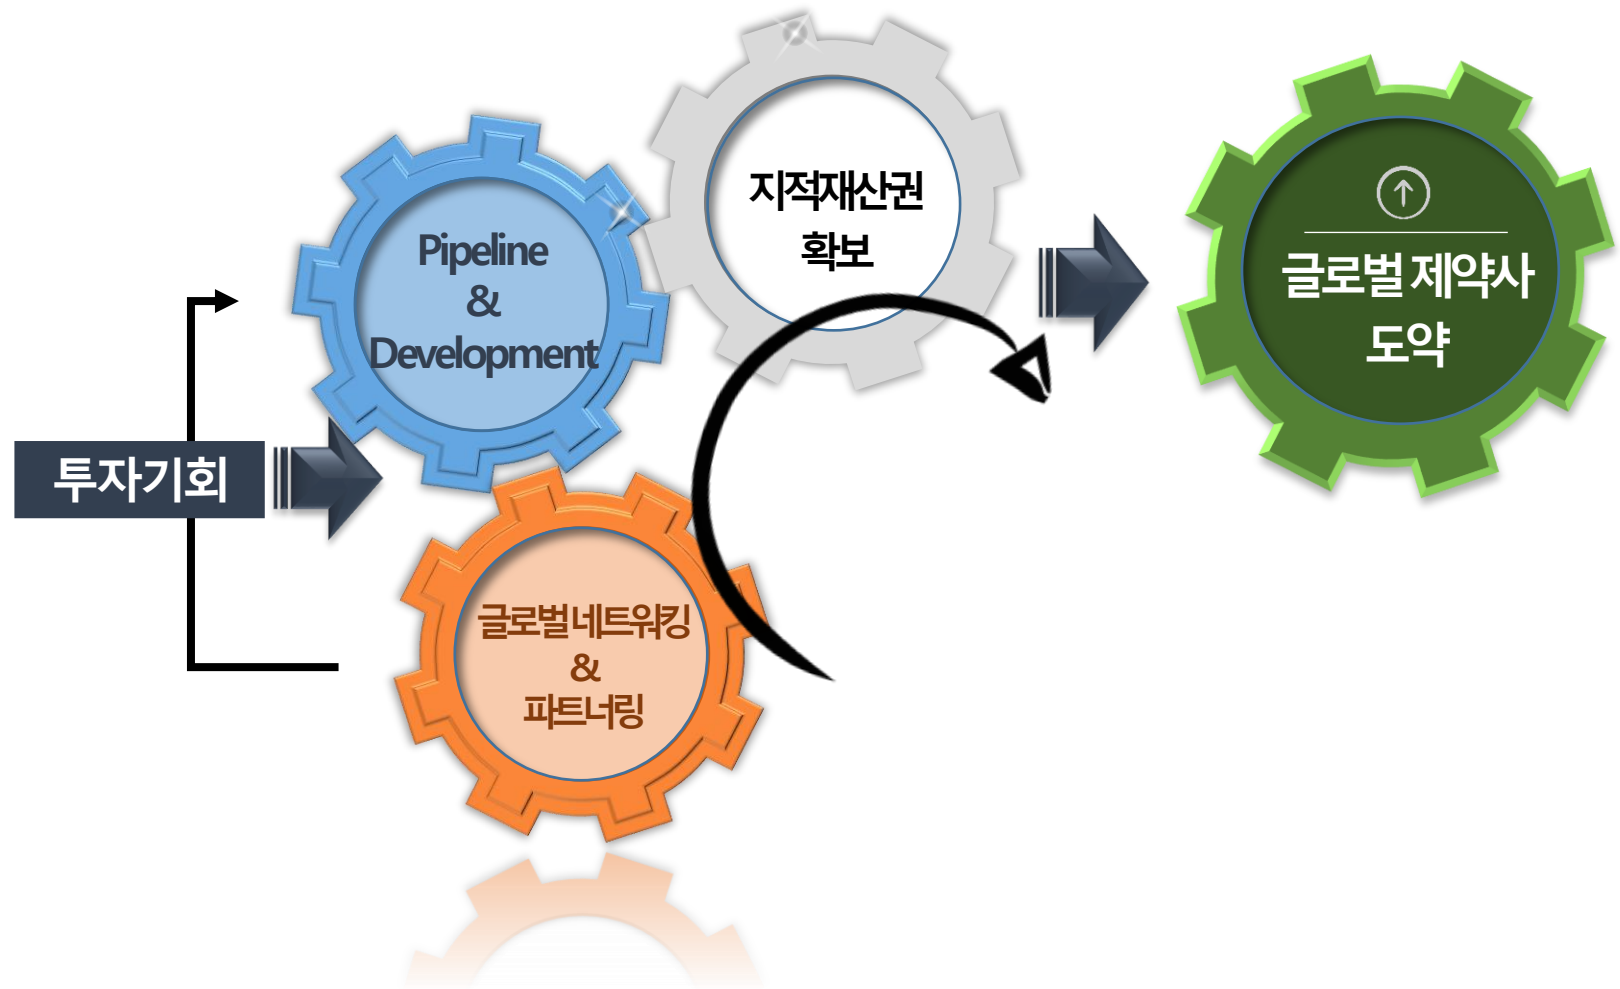 투자기회
Pipeline
&
Development
지적재산권
확보
글로벌 네트워킹
&
파트너링
글로벌 제약사
도약